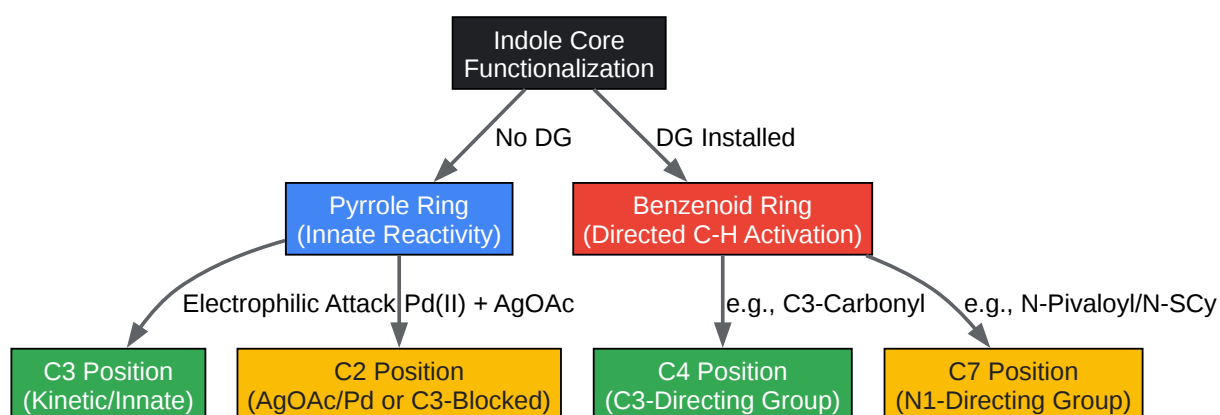 Indole Core
Functionalization
No DG
DG Installed
Pyrrole Ring
(Innate Reactivity)
Benzenoid Ring
(Directed C-H Activation)
Electrophilic Attack
Pd(II) + AgOAc
e.g., C3-Carbonyl
e.g., N-Pivaloyl/N-SCy
C3 Position
(Kinetic/Innate)
C2 Position
(AgOAc/Pd or C3-Blocked)
C4 Position
(C3-Directing Group)
C7 Position
(N1-Directing Group)